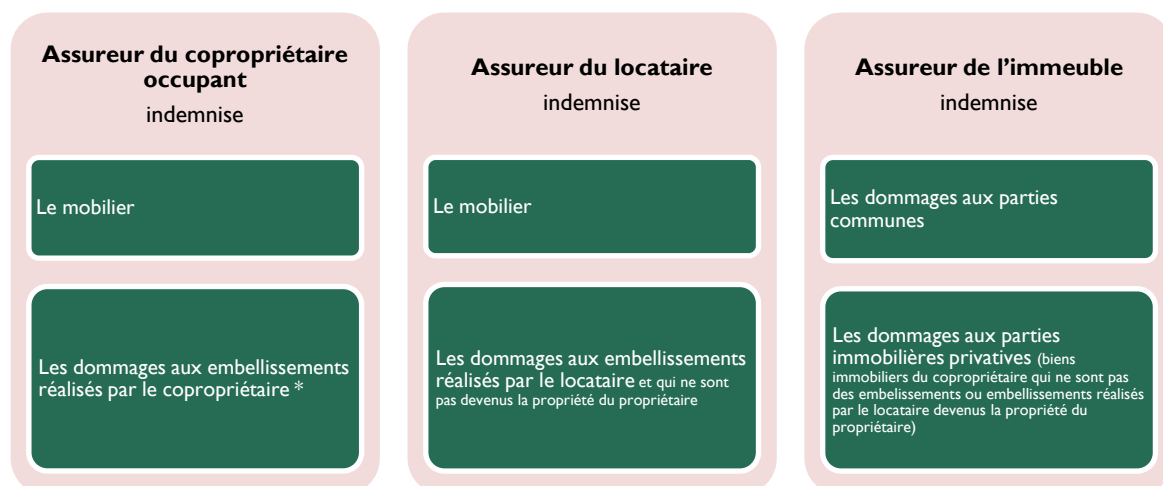 Assureur du copropriétaire
occupant
indemnise
Le mobilier
Les dommages aux embellissements
réalisés par le copropriétaire *
Assureur du locataire
indemnise
Le mobilier
Les dommages aux embellissements
réalisés par le locataire et qui ne sont
pas devenus la propriété du propriétaire
Assureur de l'immeuble
indemnise
Les dommages aux parties
communes
Les dommages aux parties
immobilières privatives (biens
immobiliers du copropriétaire qui ne sont pas
des embelissements ou embellissements réalisés
par le locataire devenus la propriété du
propriétaire)